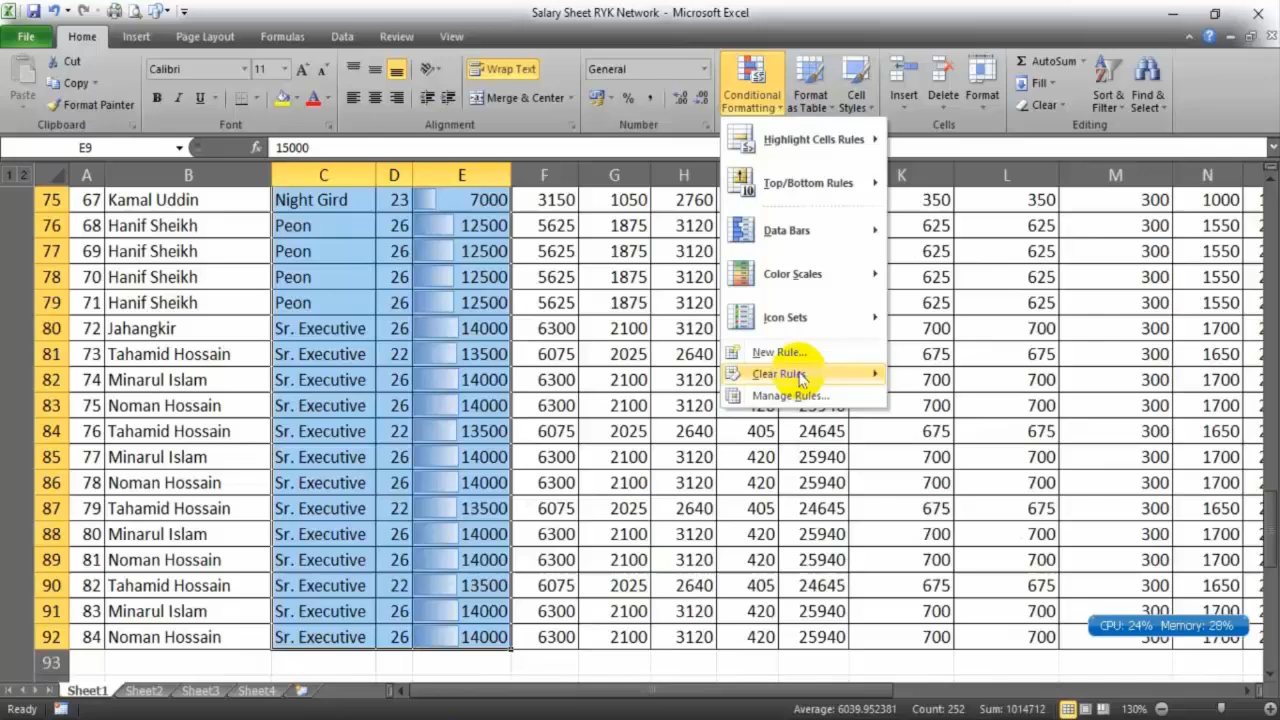 Salary Sheet RYK Network - Microsoft Excel
File Home Insert Page Layout Formulas Data Review View
Paste Cut Copy Format Painter Clipboard
Calibri 11 B I U A Font
Wrap Text Merge & Center Alignment
General % , Number
Conditional Formatting Format as Table Cell Styles
Insert Delete Format Cells
AutoSum Fill Clear Sort & Filter Find & Select Editing
E9 fx 15000
Highlight Cells Rules
Top/Bottom Rules
Data Bars
Color Scales
Icon Sets
New Rule...
Clear Rules
Manage Rules...
1 2 A B C D E F G H K L M N
75 67 Kamal Uddin Night Gird 23 7000 3150 1050 2760 350 350 300 1000
76 68 Hanif Sheikh Peon 26 12500 5625 1875 3120 625 625 300 1550
77 69 Hanif Sheikh Peon 26 12500 5625 1875 3120 625 625 300 1550
78 70 Hanif Sheikh Peon 26 12500 5625 1875 3120 625 625 300 1550
79 71 Hanif Sheikh Peon 26 12500 5625 1875 3120 625 625 300 1550
80 72 Jahangkir Sr. Executive 26 14000 6300 2100 3120 700 700 300 1700
81 73 Tahamid Hossain Sr. Executive 22 13500 6075 2025 2640 675 675 300 1650
82 74 Minarul Islam Sr. Executive 26 14000 6300 2100 3120 700 700 300 1700
83 75 Noman Hossain Sr. Executive 26 14000 6300 2100 3120 420 25940 700 700 300 1700
84 76 Tahamid Hossain Sr. Executive 22 13500 6075 2025 2640 405 24645 675 675 300 1650
85 77 Minarul Islam Sr. Executive 26 14000 6300 2100 3120 420 25940 700 700 300 1700
86 78 Noman Hossain Sr. Executive 26 14000 6300 2100 3120 420 25940 700 700 300 1700
87 79 Tahamid Hossain Sr. Executive 22 13500 6075 2025 2640 405 24645 675 675 300 1650
88 80 Minarul Islam Sr. Executive 26 14000 6300 2100 3120 420 25940 700 700 300 1700
89 81 Noman Hossain Sr. Executive 26 14000 6300 2100 3120 420 25940 700 700 300 1700
90 82 Tahamid Hossain Sr. Executive 22 13500 6075 2025 2640 405 24645 675 675 300 1650
91 83 Minarul Islam Sr. Executive 26 14000 6300 2100 3120 420 25940 700 700 300 1700
CPU: 24% Memory: 28%
92 84 Noman Hossain Sr. Executive 26 14000 6300 2100 3120 420 25940 700 700 300 1700
93
Sheet1 Sheet2 Sheet3 Sheet4
Ready Average: 6039.952381 Count: 252 Sum: 1014712 130%